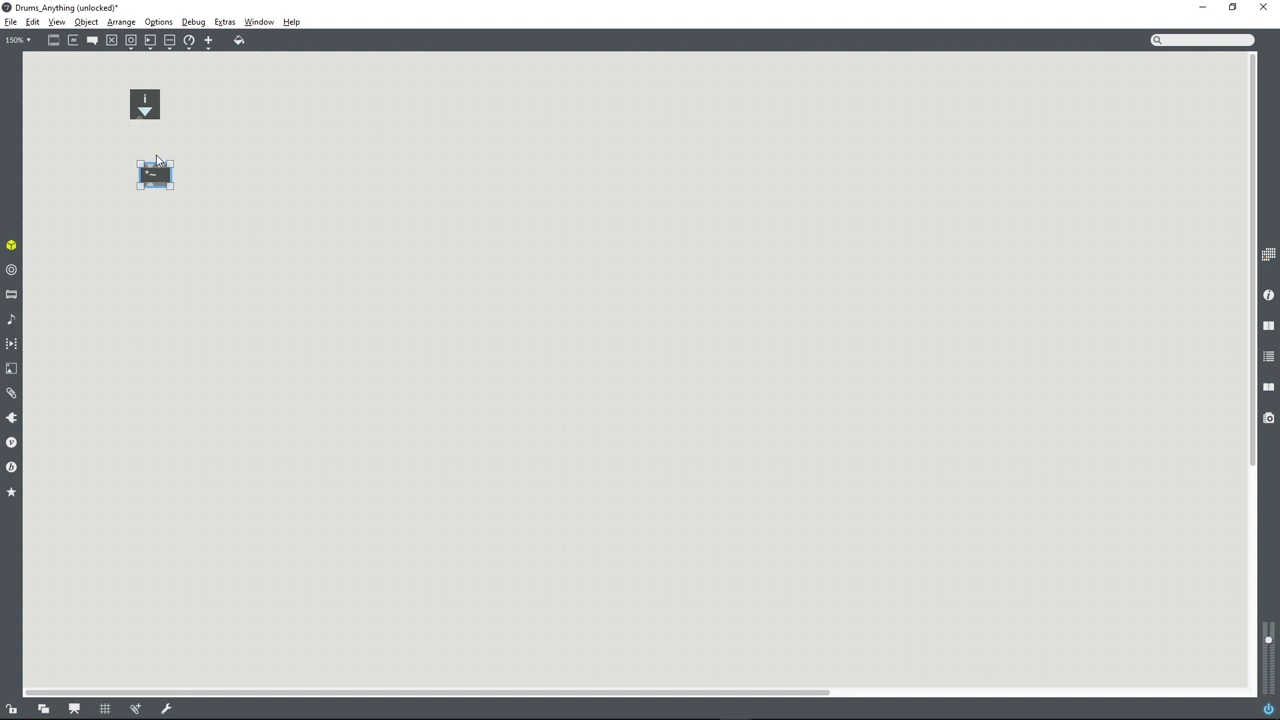 Drums_Anything (unlocked)*
File Edit View Object Arrange Options Debug Extras Window Help
150%
i
*~